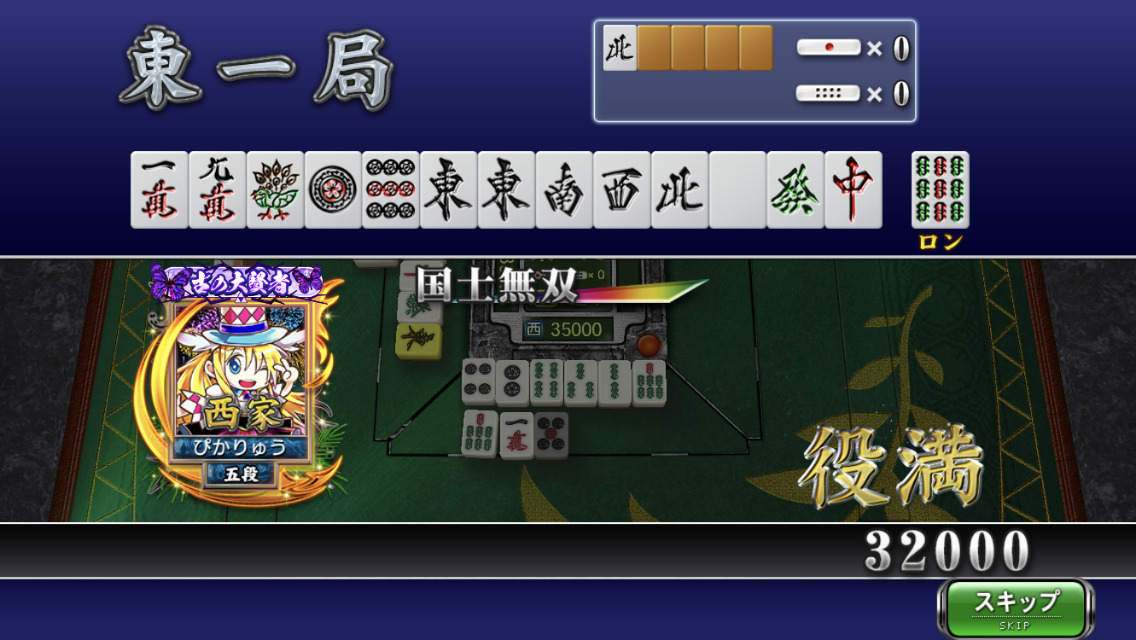 東一局
北
× 0
× 0
一萬 九萬 東 東 南 西 北 發 中
ロン
古の大賢者
国土無双
西 35000
西家
ぴかりゅう
五段
役満
32000
スキップ
SKIP